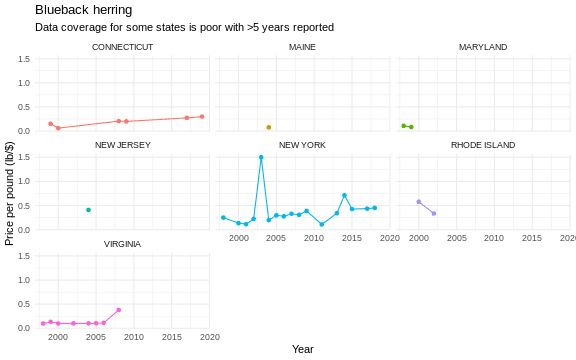 Blueback herring
Data coverage for some states is poor with >5 years reported
CONNECTICUT
MAINE
MARYLAND
1.5
1.0
0.5
0.0
NEW JERSEY
NEW YORK
RHODE ISLAND
1.5
1.0
0.5
0.0
2000 2005 2010 2015 2020
2000 2005 2010 2015 2020
VIRGINIA
1.5
1.0
0.5
0.0
2000 2005 2010 2015 2020
Price per pound (lb/$)
Year